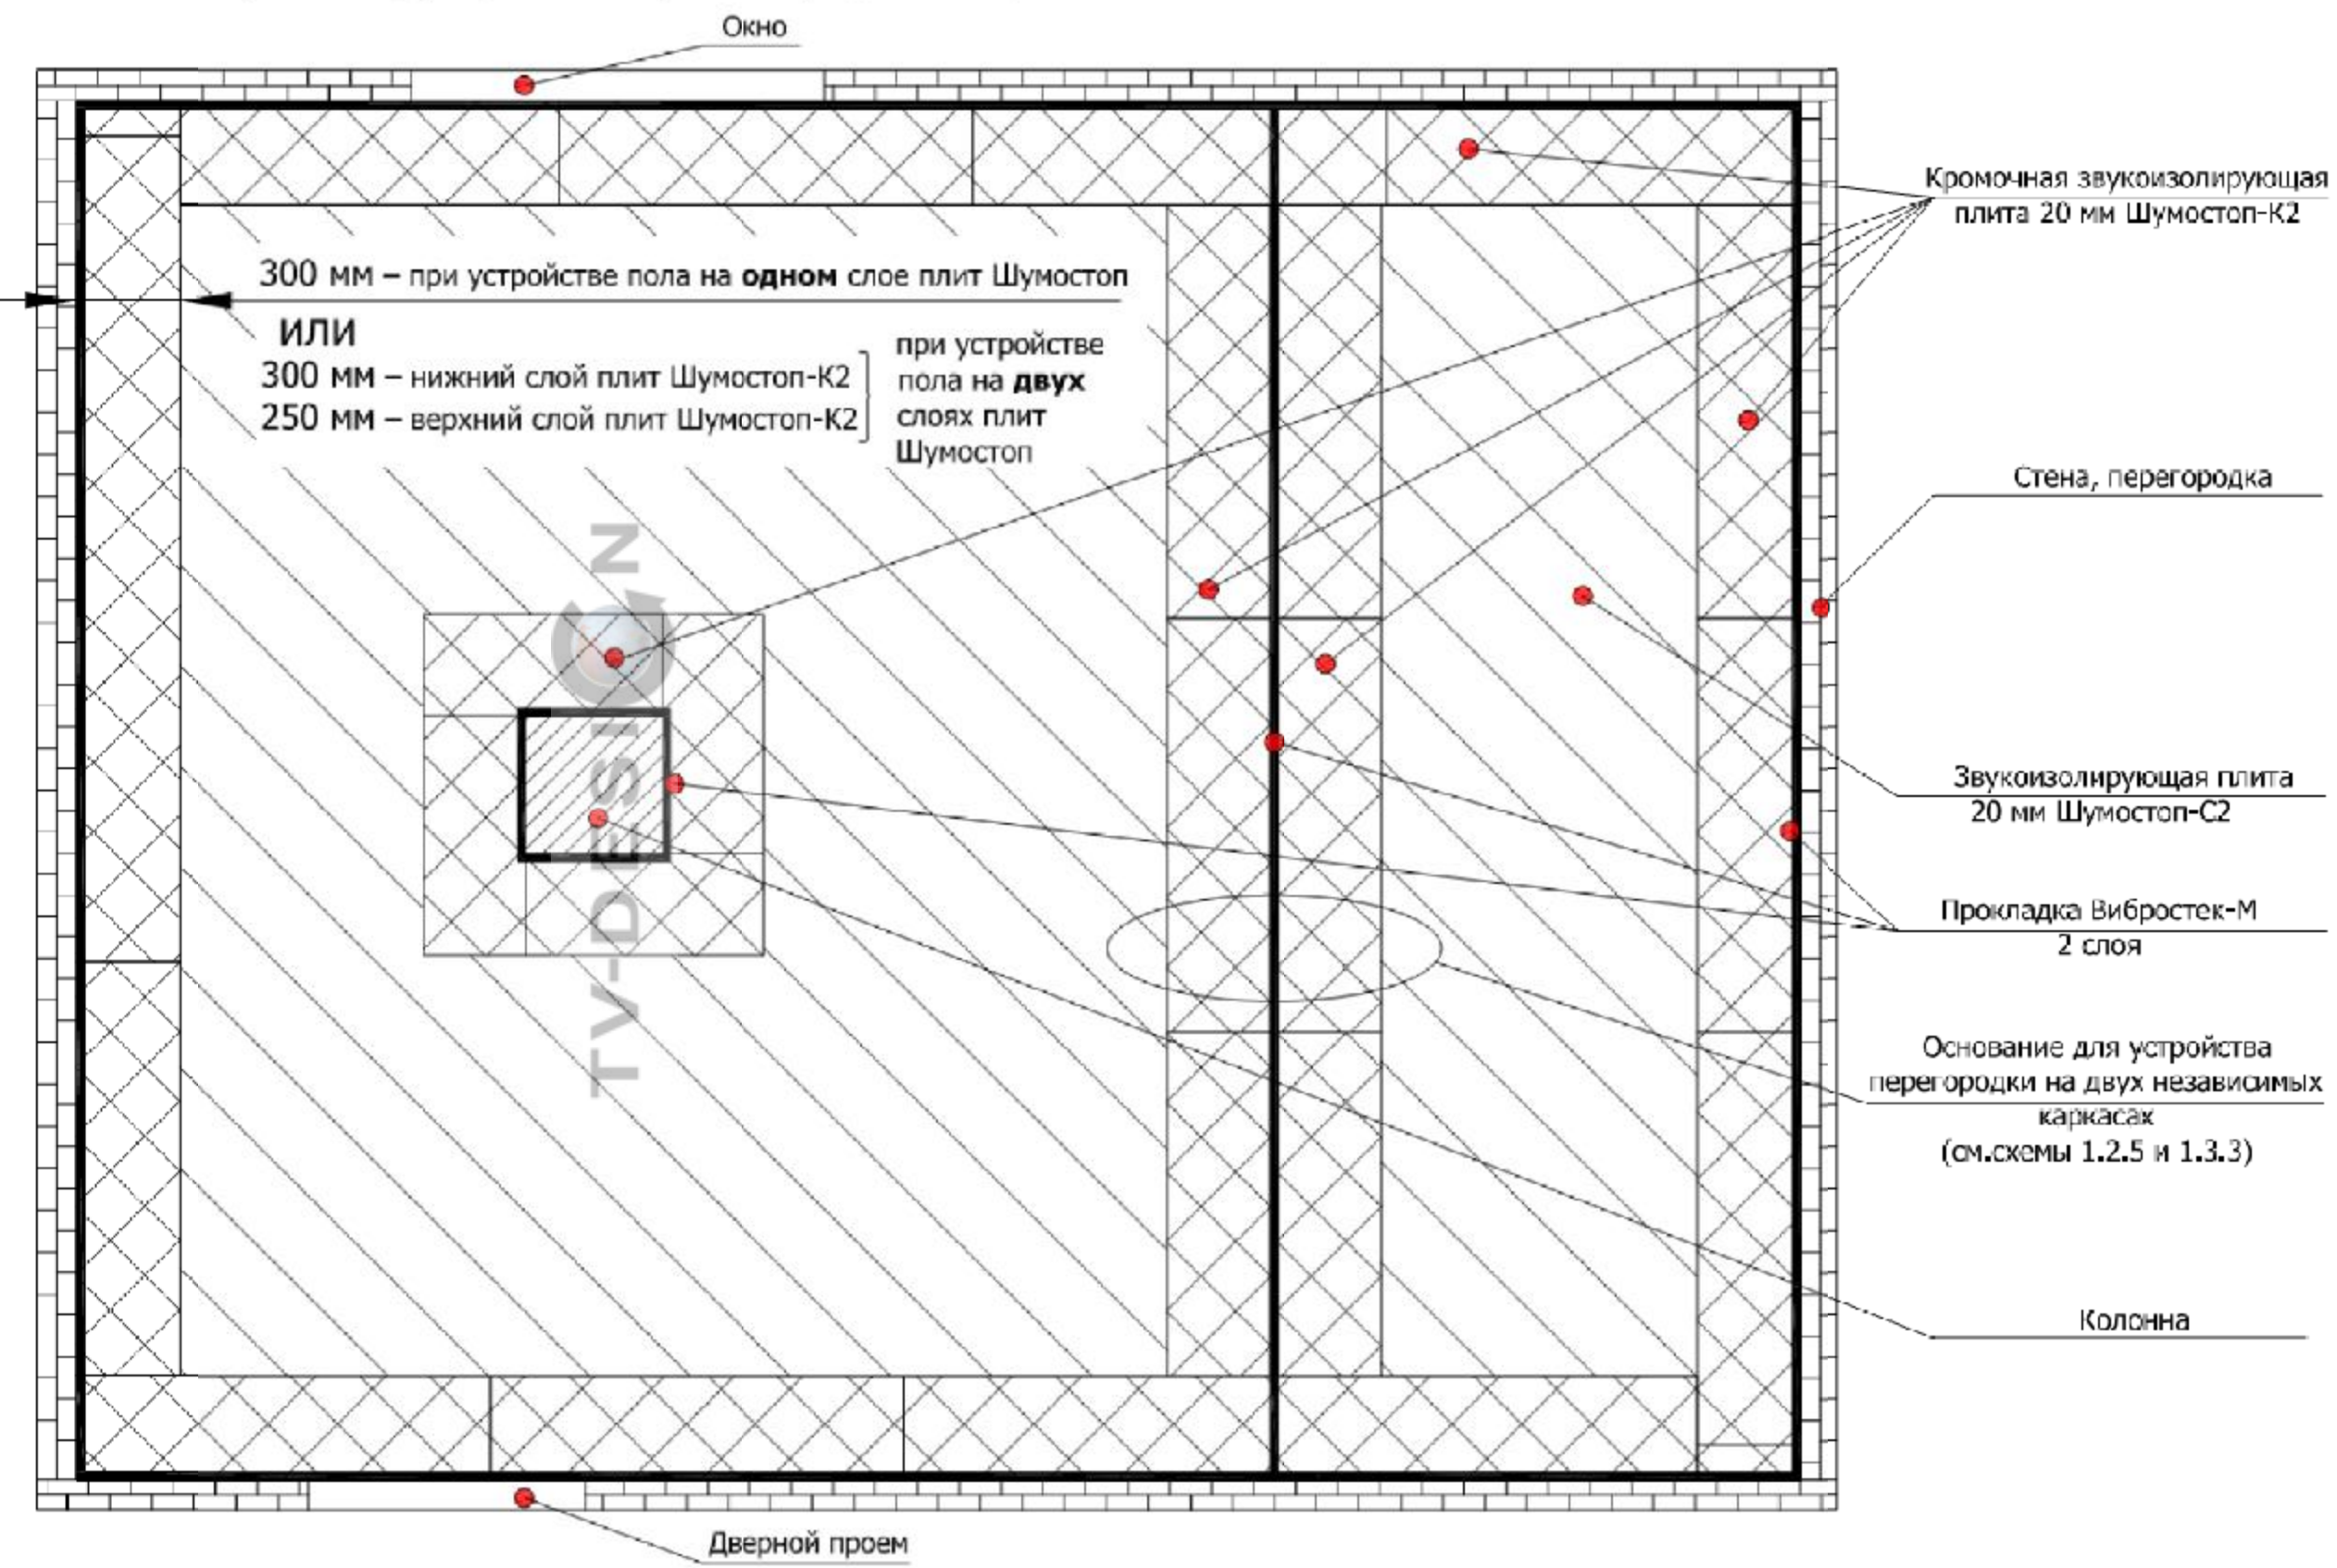 Окно
Кромочная звукоизолирующая
плита 20 мм Шумостоп-К2
300 мм – при устройстве пола на одном слое плит Шумостоп
ИЛИ
300 мм – нижний слой плит Шумостоп-К2
250 мм – верхний слой плит Шумостоп-К2
при устройстве
пола на двух
слоях плит
Шумостоп
Стена, перегородка
TV-DESIGN
Звукоизолирующая плита
20 мм Шумостоп-С2
Прокладка Вибростек-М
2 слоя
Основание для устройства
перегородки на двух независимых
каркасах
(см.схемы 1.2.5 и 1.3.3)
Колонна
Дверной проем